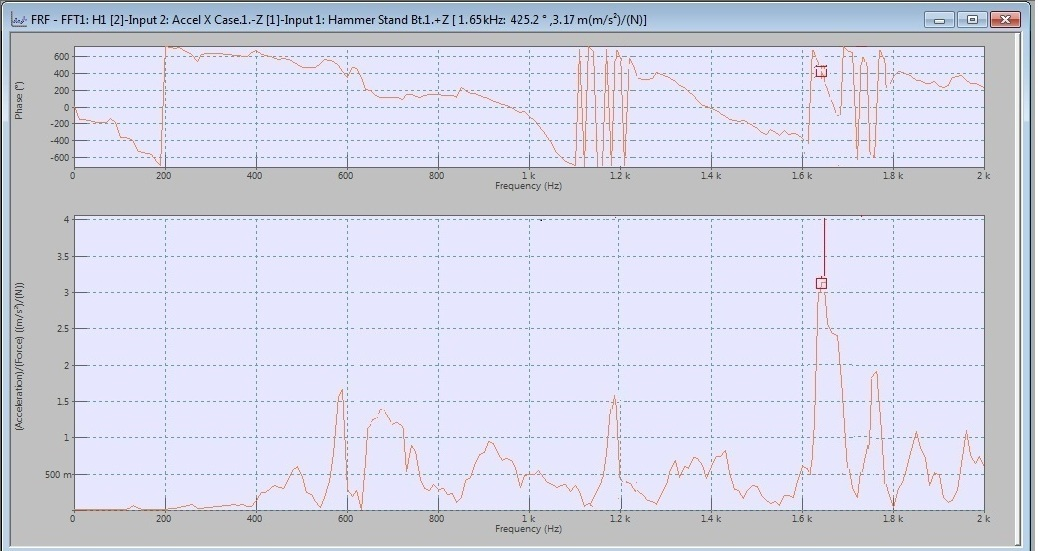 FRF - FFT1: H1 [2]-Input 2: Accel X Case.1.-Z [1]-Input 1: Hammer Stand Bt.1.+Z [ 1.65kHz: 425.2 ° ,3.17 m(m/s²)/(N)]
Phase (°)
600
400
200
0
-200
-400
-600
0 200 400 600 800 1 k 1.2 k 1.4 k 1.6 k 1.8 k 2 k
Frequency (Hz)
(Acceleration)/(Force) ((m/s²)/(N))
4
3.5
3
2.5
2
1.5
1
500 m
0 200 400 600 800 1 k 1.2 k 1.4 k 1.6 k 1.8 k 2 k
Frequency (Hz)